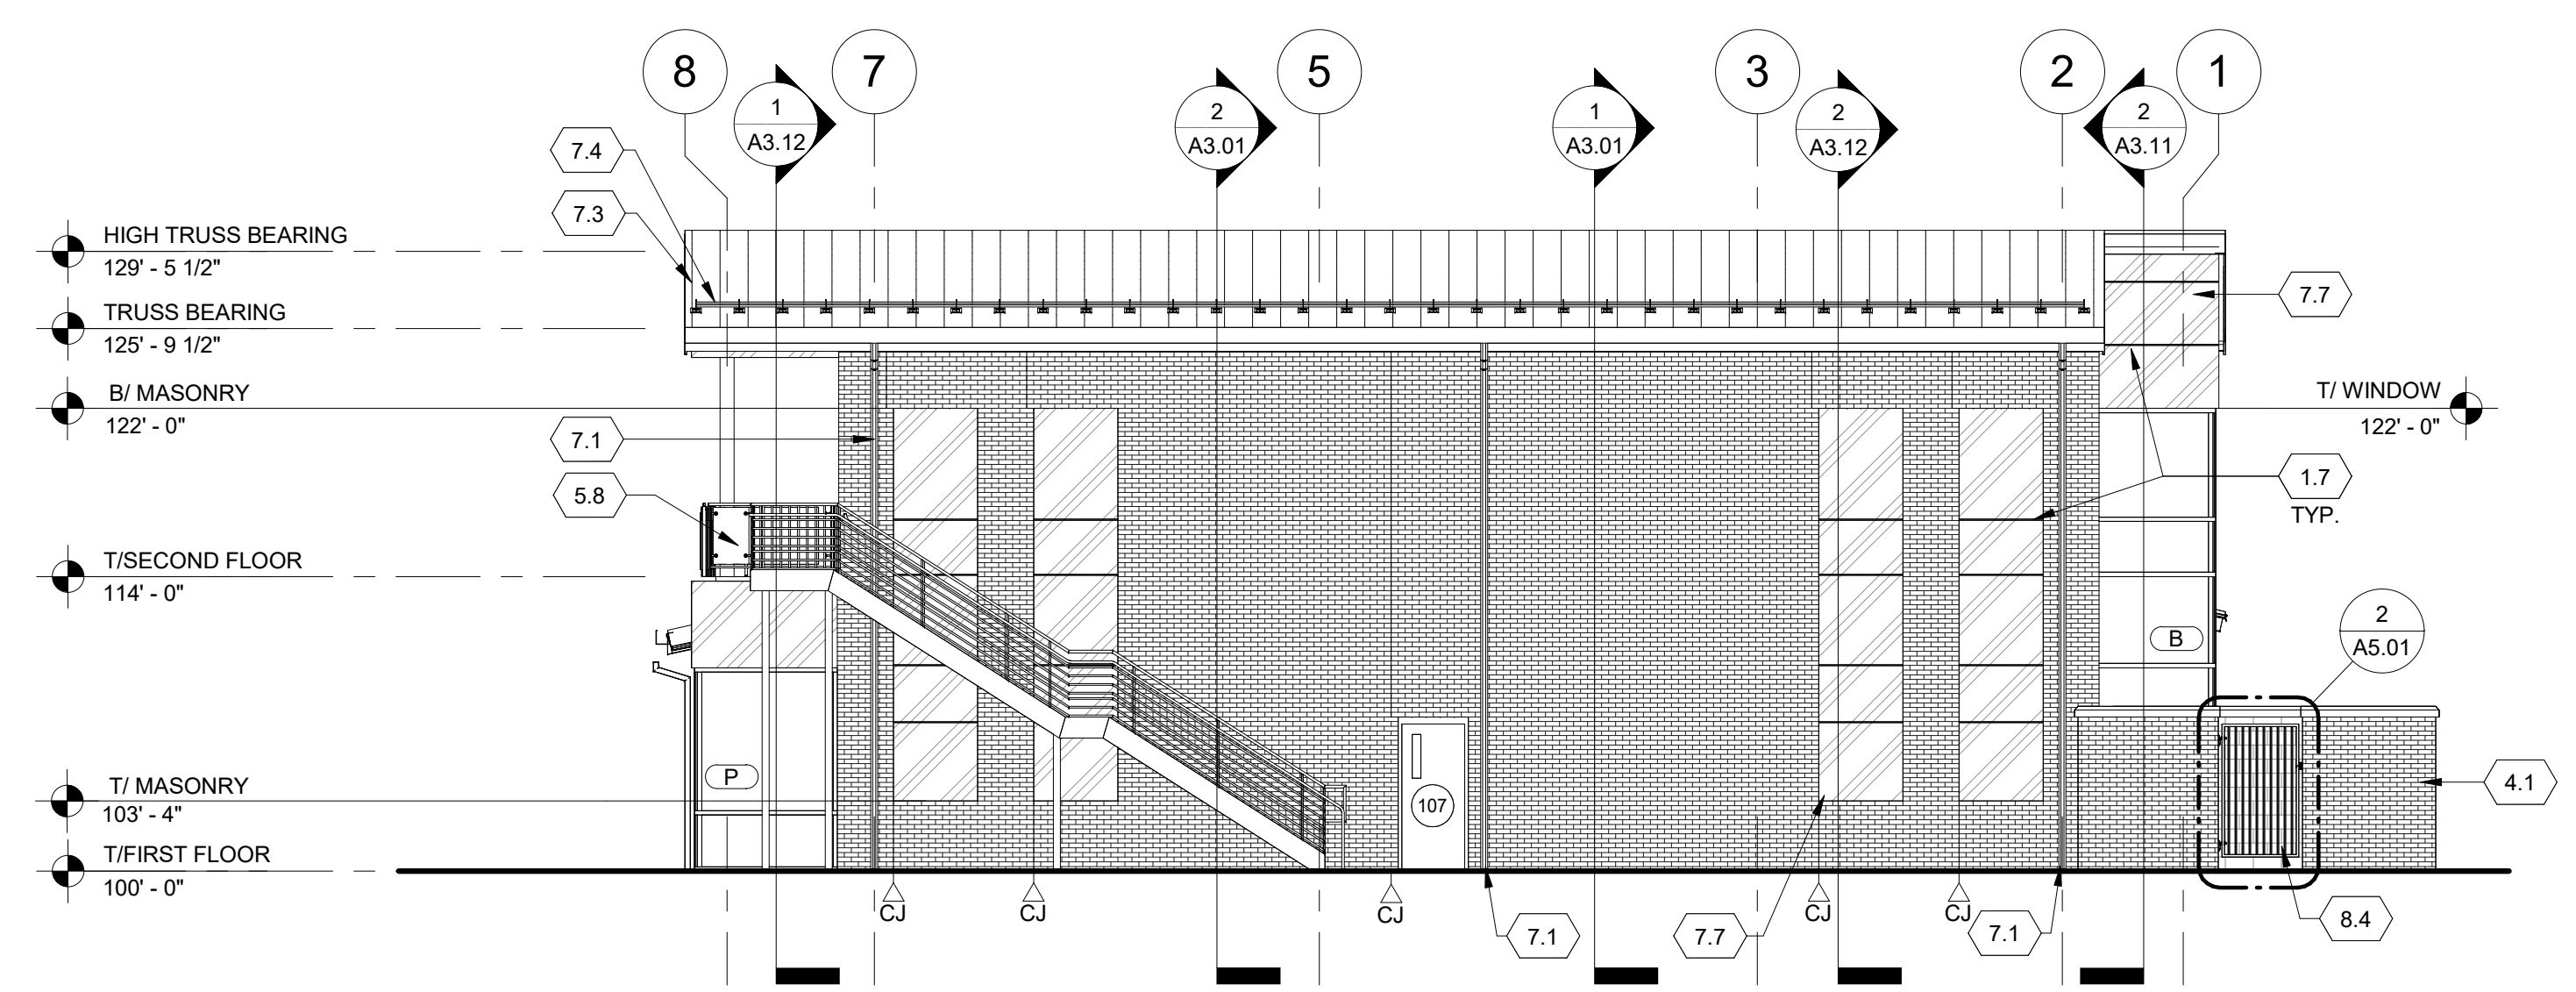 8
7
5
3
2
1
1
A3.12
2
A3.01
1
A3.01
2
A3.12
2
A3.11
7.4
7.3
HIGH TRUSS BEARING
129' - 5 1/2"
7.7
TRUSS BEARING
125' - 9 1/2"
B/ MASONRY
122' - 0"
T/ WINDOW
122' - 0"
7.1
5.8
1.7
TYP.
T/SECOND FLOOR
114' - 0"
2
A5.01
B
P
T/ MASONRY
103' - 4"
107
4.1
T/FIRST FLOOR
100' - 0"
CJ
CJ
CJ
CJ
CJ
7.1
7.7
7.1
8.4